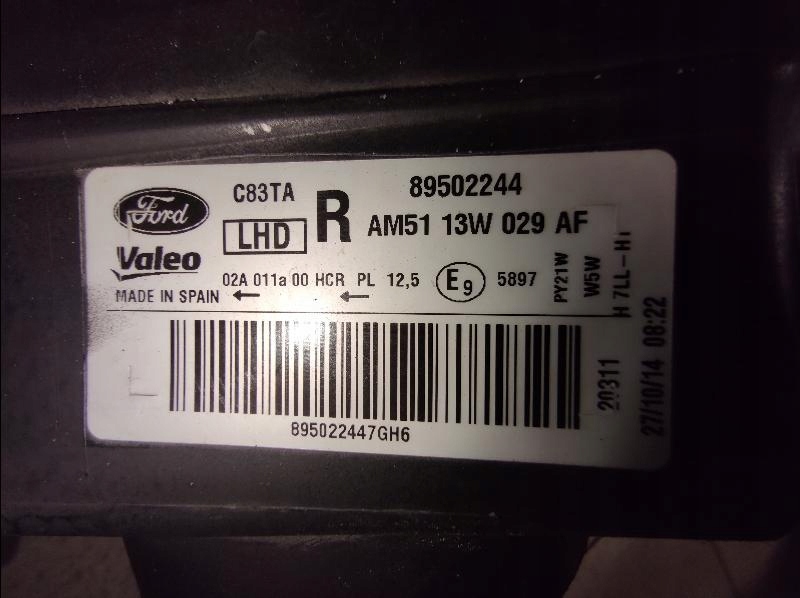 Ford
C83TA
LHD
R
89502244
AM51 13W 029 AF
Valeo
02A 011a 00 HCR PL 12,5
E9
5897
MADE IN SPAIN
PY21W
W5W
H7LL-H1
895022447GH6
20311
27/10/14 08:22